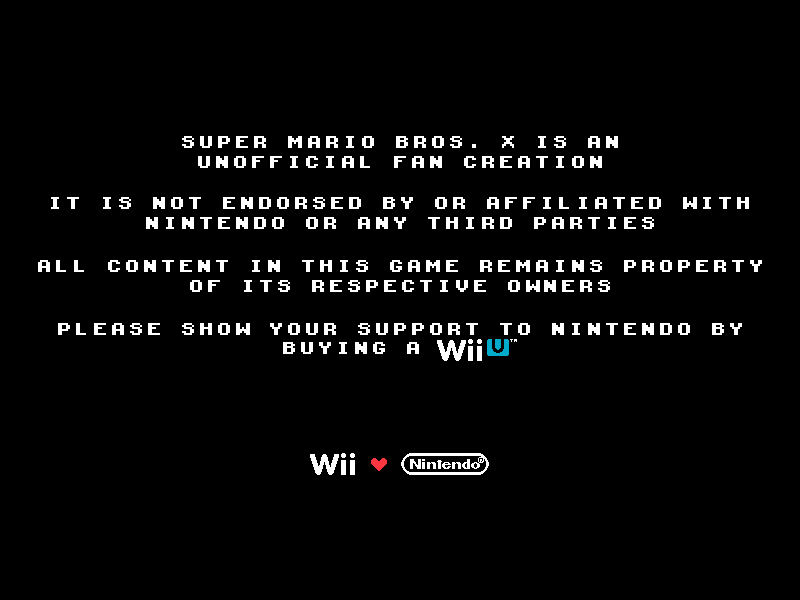 SUPER MARIO BROS. X IS AN
UNOFFICIAL FAN CREATION
IT IS NOT ENDORSED BY OR AFFILIATED WITH
NINTENDO OR ANY THIRD PARTIES
ALL CONTENT IN THIS GAME REMAINS PROPERTY
OF ITS RESPECTIVE OWNERS
PLEASE SHOW YOUR SUPPORT TO NINTENDO BY
BUYING A Wii U™
Wii ♥ Nintendo®